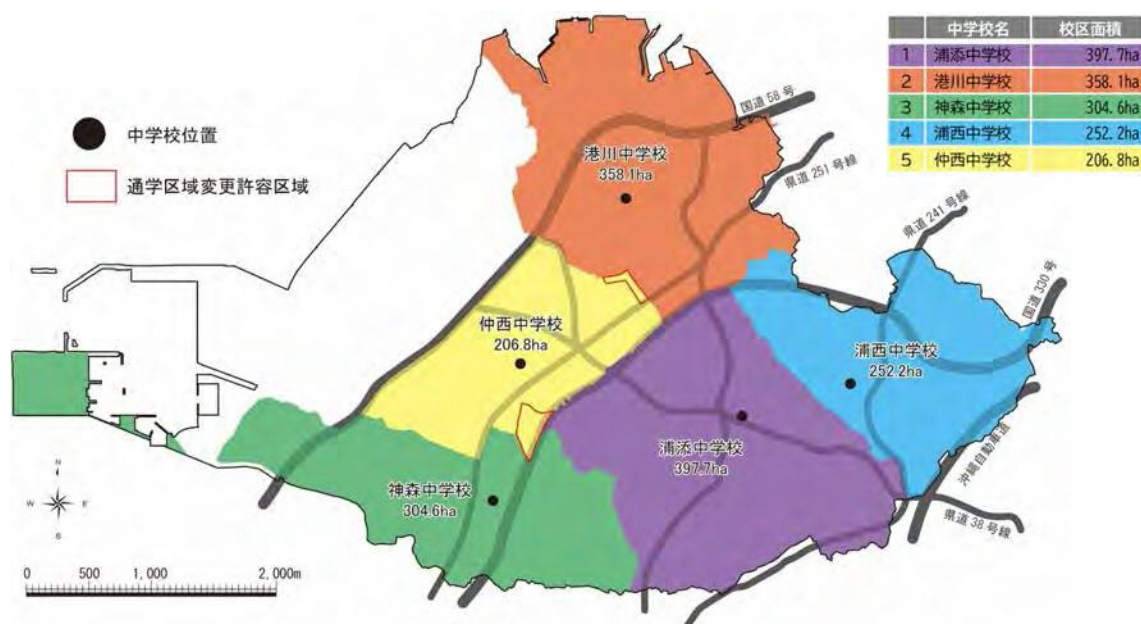 中学校名 校区面積
1 浦添中学校 397.7ha
2 港川中学校 358.1ha
3 神森中学校 304.6ha
4 浦西中学校 252.2ha
5 仲西中学校 206.8ha
中学校位置
通学区域変更許容区域
国道58号
港川中学校
358.1ha
県道251号線
県道241号線
国道330号
仲西中学校
206.8ha
浦西中学校
252.2ha
浦添中学校
397.7ha
沖縄自動車道
神森中学校
304.6ha
県道38号線
N
W E
S
0 500 1,000 2,000m